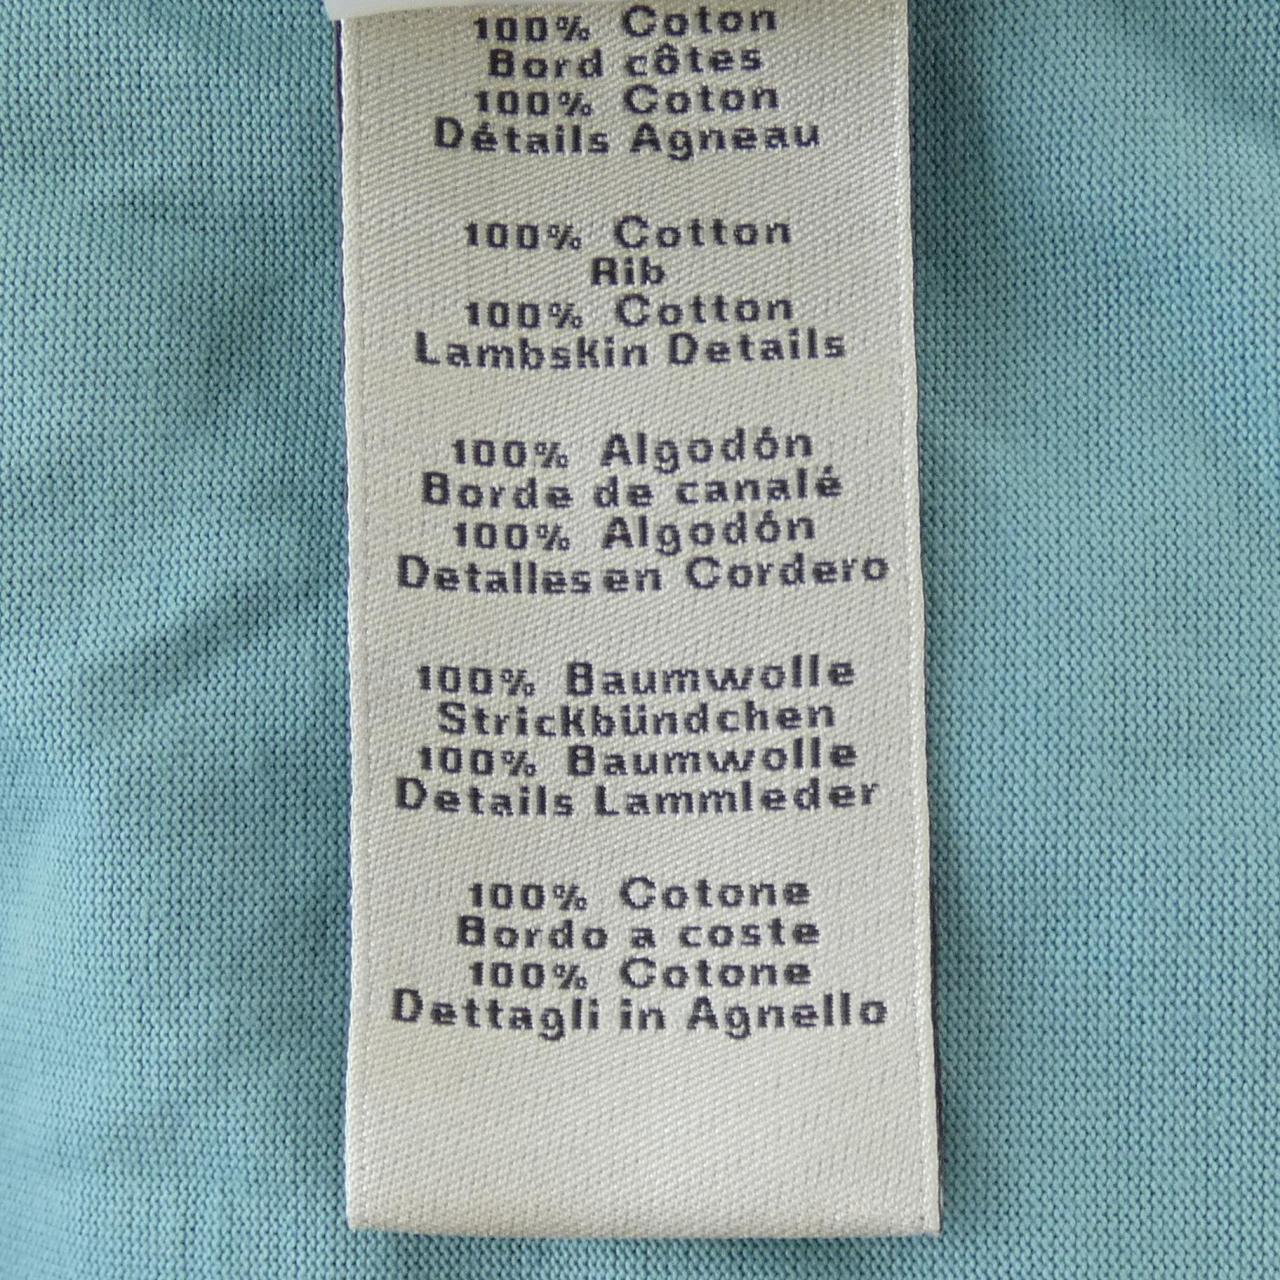 100% Coton
Bord côtes
100% Coton
Détails Agneau
100% Cotton
Rib
100% Cotton
Lambskin Details
100% Algodón
Borde de canalé
100% Algodón
Detalles en Cordero
100% Baumwolle
Strickbündchen
100% Baumwolle
Details Lammleder
100% Cotone
Bordo a coste
100% Cotone
Dettagli in Agnello